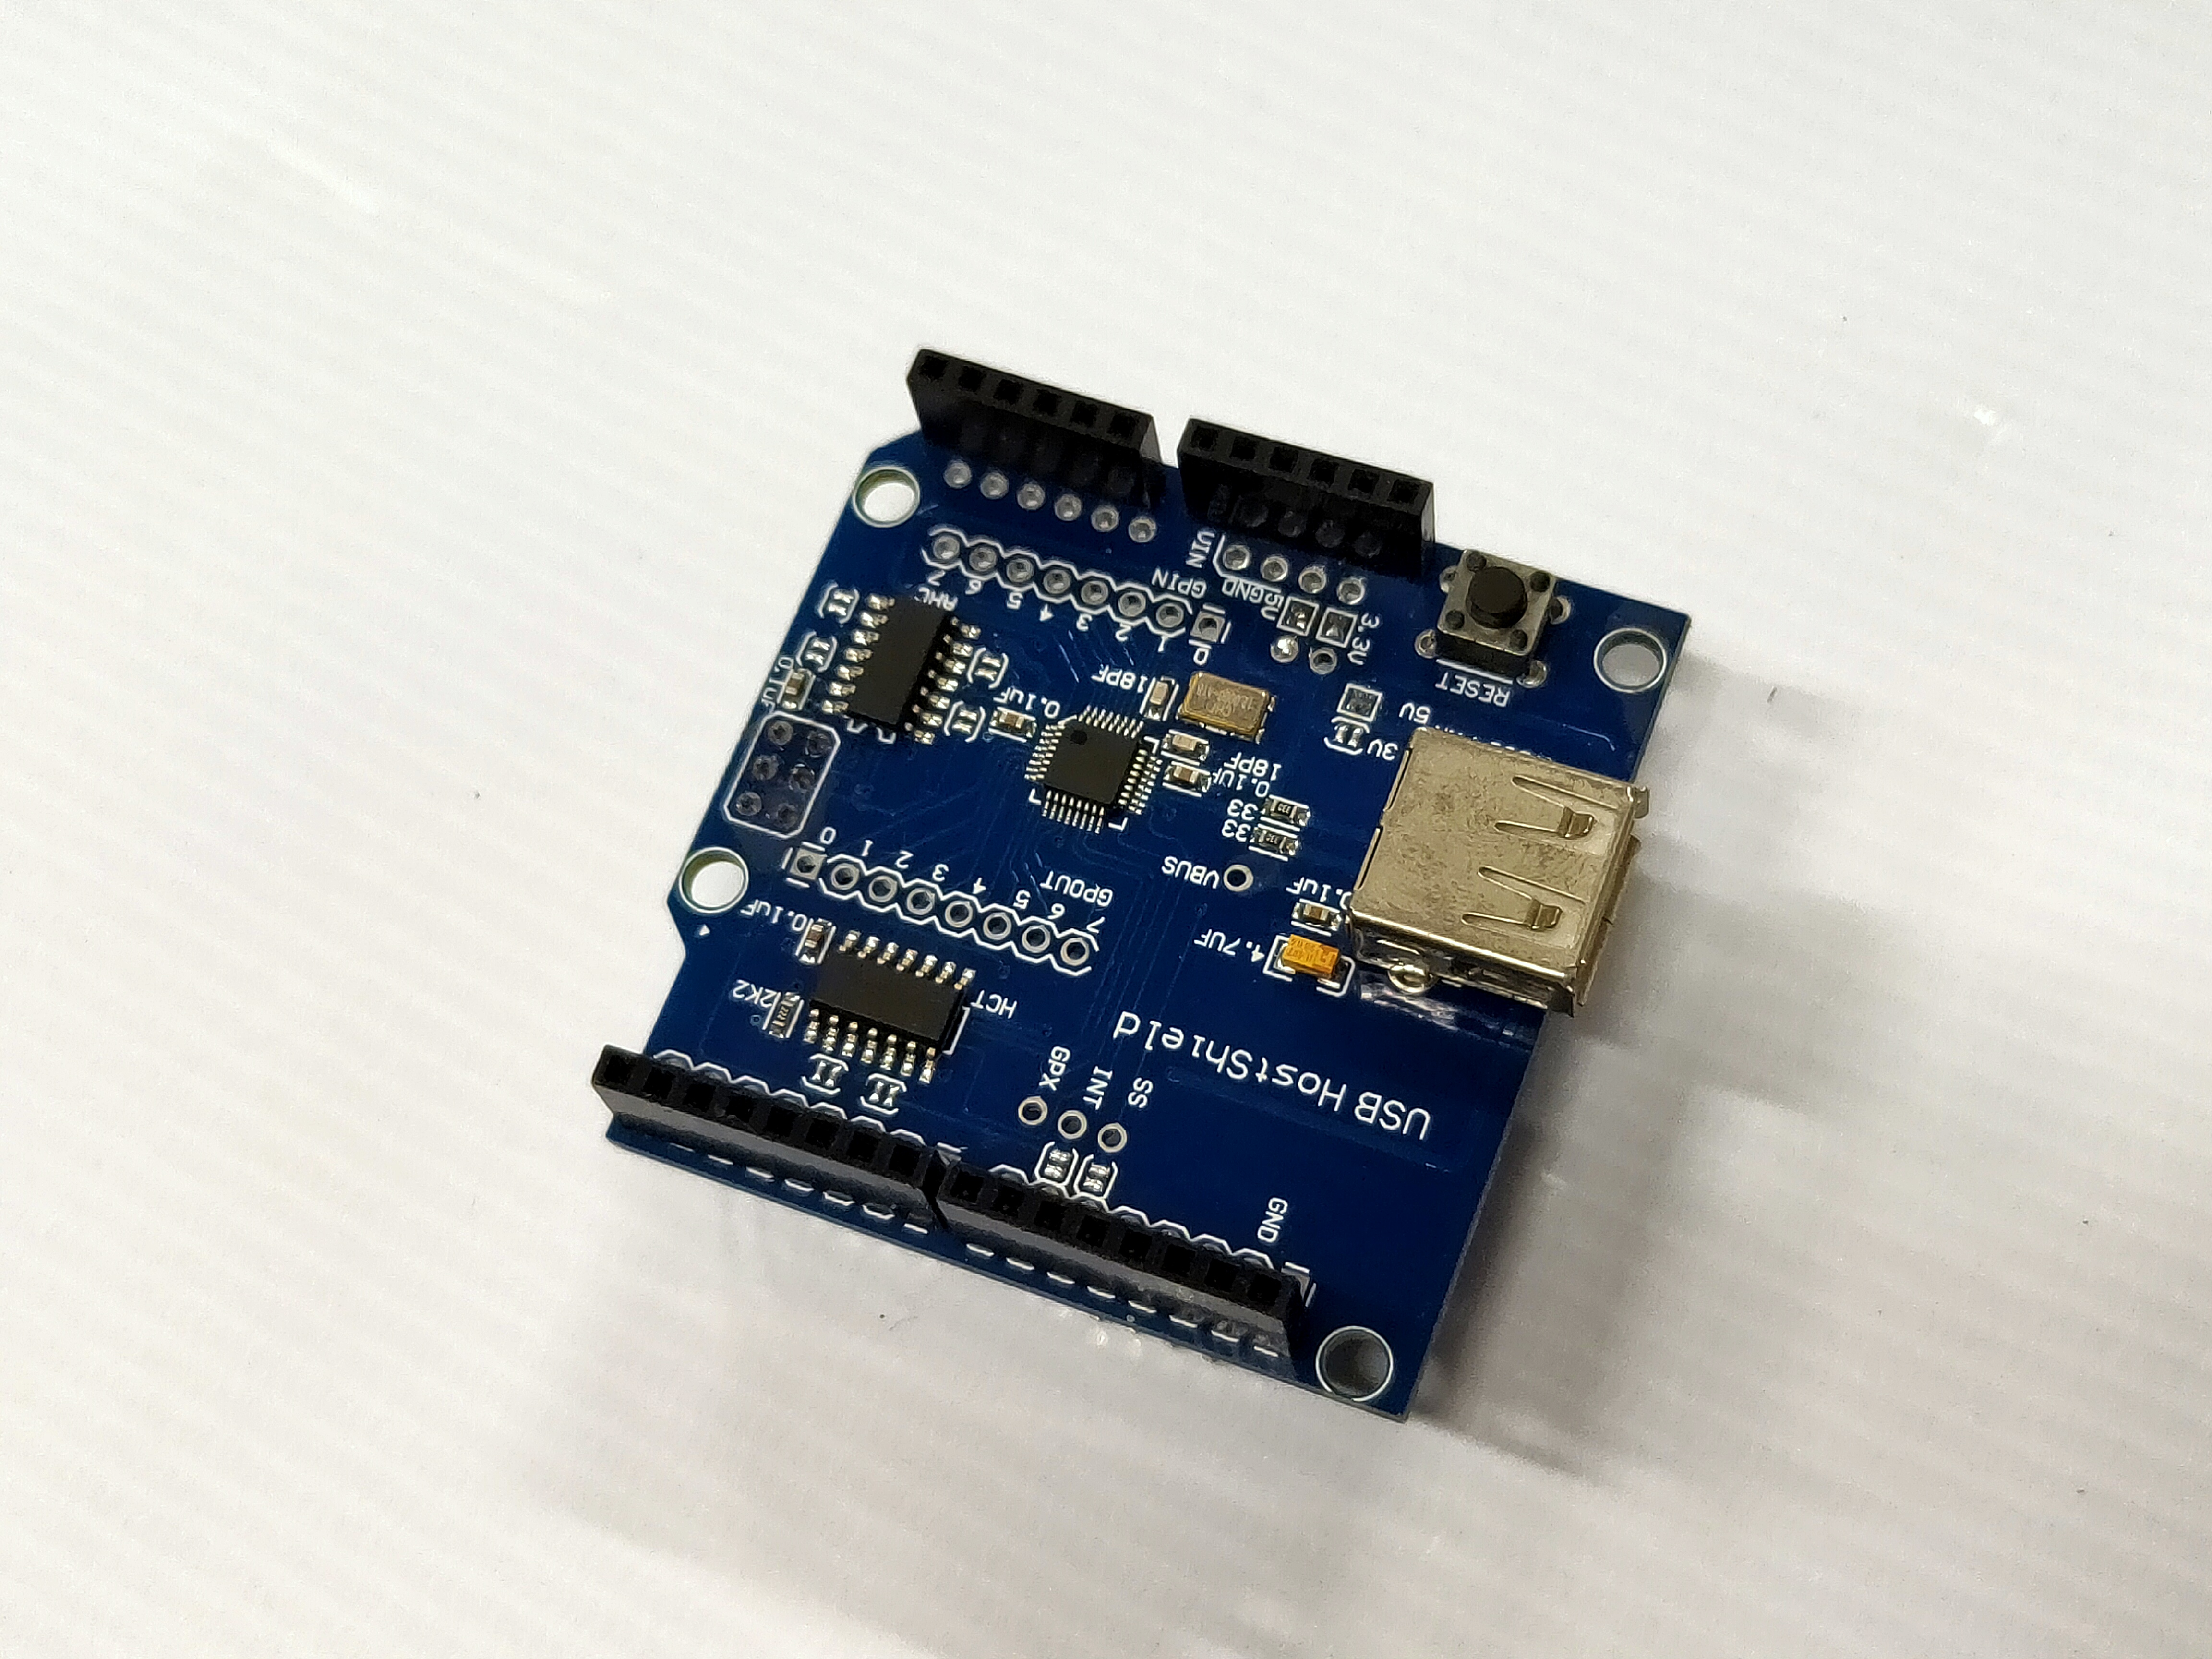 VIN
GND
5V
3.3V
GPIN
7
6
5
4
3
2
1
0
AHC
RESET
18PF
0.1uF
0.1uF
5V
3V
18PF
0.1uF
33
33
VBUS
0.1uF
4.7UF
0
1
2
3
4
5
6
7
GPOUT
0.1uF
2K2
HCT
USB HostShield
GPX
INT
SS
GND